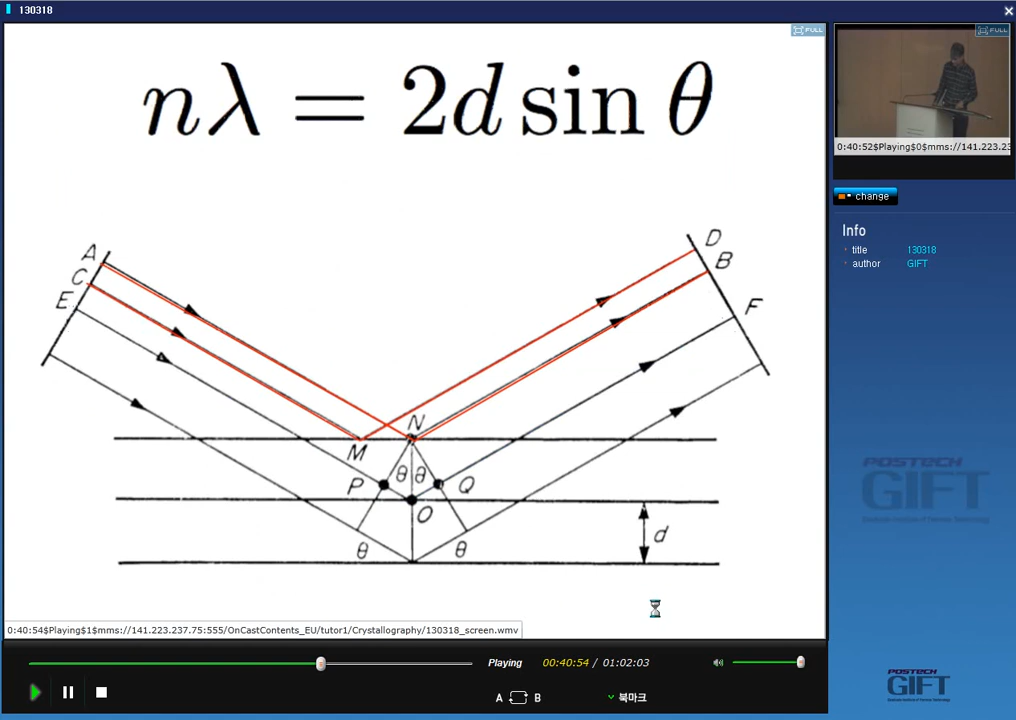 130318
FULL
nλ = 2d sin θ
FULL
0:40:52$Playing$0$mms://141.223.23
change
Info
title 130318
author GIFT
A
C
E
D
B
F
N
M
θ θ
P
Q
O
θ
θ
d
POSTECH
GIFT
0:40:54$Playing$1$mms://141.223.237.75:555/OnCastContents_EU/tutor1/Crystallography/130318_screen.wmv
Playing 00:40:54 / 01:02:03
A B 북마크
POSTECH
GIFT